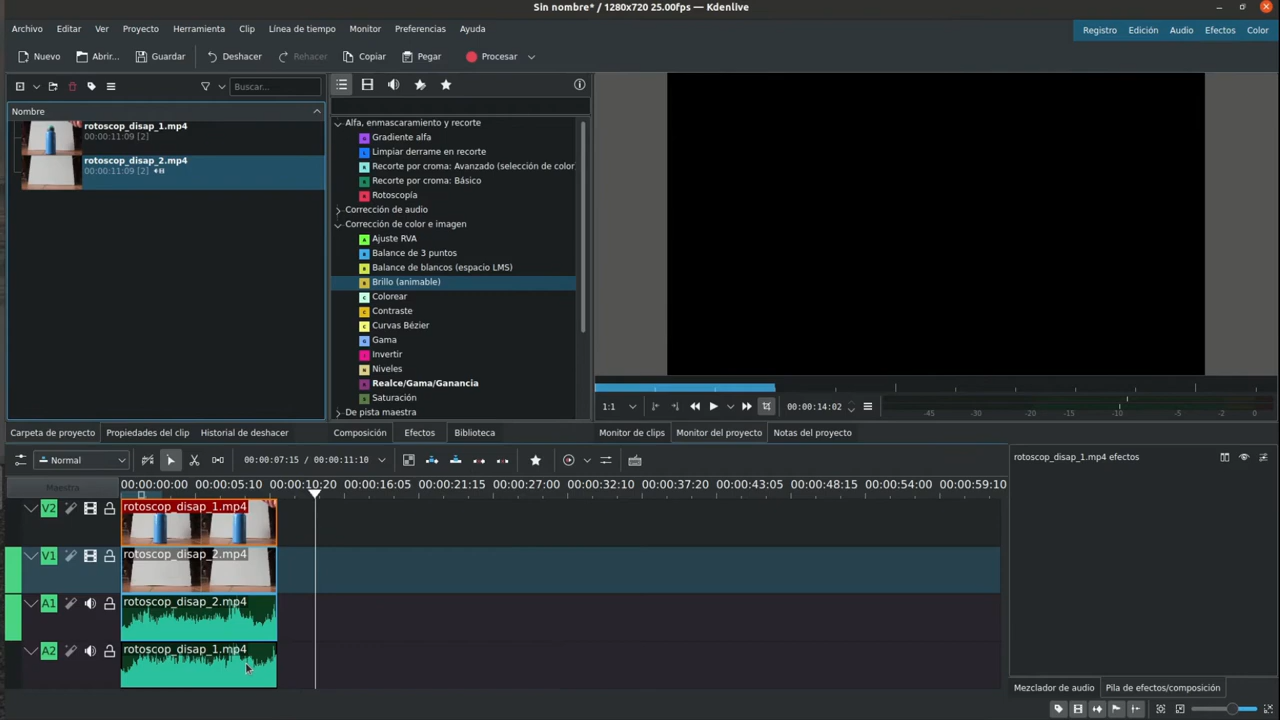 Sin nombre* / 1280x720 25.00fps — Kdenlive
Archivo Editar Ver Proyecto Herramienta Clip Línea de tiempo Monitor Preferencias Ayuda
Registro Edición Audio Efectos Color
Nuevo Abrir... Guardar Deshacer Rehacer Copiar Pegar Procesar
Buscar...
Nombre
rotoscop_disap_1.mp4
00:00:11:09 [2]
rotoscop_disap_2.mp4
00:00:11:09 [2]
Alfa, enmascaramiento y recorte
Gradiente alfa
Limpiar derrame en recorte
Recorte por croma: Avanzado (selección de color
Recorte por croma: Básico
Rotoscopía
Corrección de audio
Corrección de color e imagen
Ajuste RVA
Balance de 3 puntos
Balance de blancos (espacio LMS)
Brillo (animable)
Colorear
Contraste
Curvas Bézier
Gama
Invertir
Niveles
Realce/Gama/Ganancia
Saturación
De pista maestra
1:1 00:00:14:02 -45 -30 -20 -15 -10 -5 -2 0
Carpeta de proyecto Propiedades del clip Historial de deshacer Composición Efectos Biblioteca Monitor de clips Monitor del proyecto Notas del proyecto
Normal 00:00:07:15 / 00:00:11:10
rotoscop_disap_1.mp4 efectos
Maestra 00:00:00:00 00:00:05:10 00:00:10:20 00:00:16:05 00:00:21:15 00:00:27:00 00:00:32:10 00:00:37:20 00:00:43:05 00:00:48:15 00:00:54:00 00:00:59:10
V2 rotoscop_disap_1.mp4
V1 rotoscop_disap_2.mp4
A1 rotoscop_disap_2.mp4
A2 rotoscop_disap_1.mp4
Mezclador de audio Pila de efectos/composición